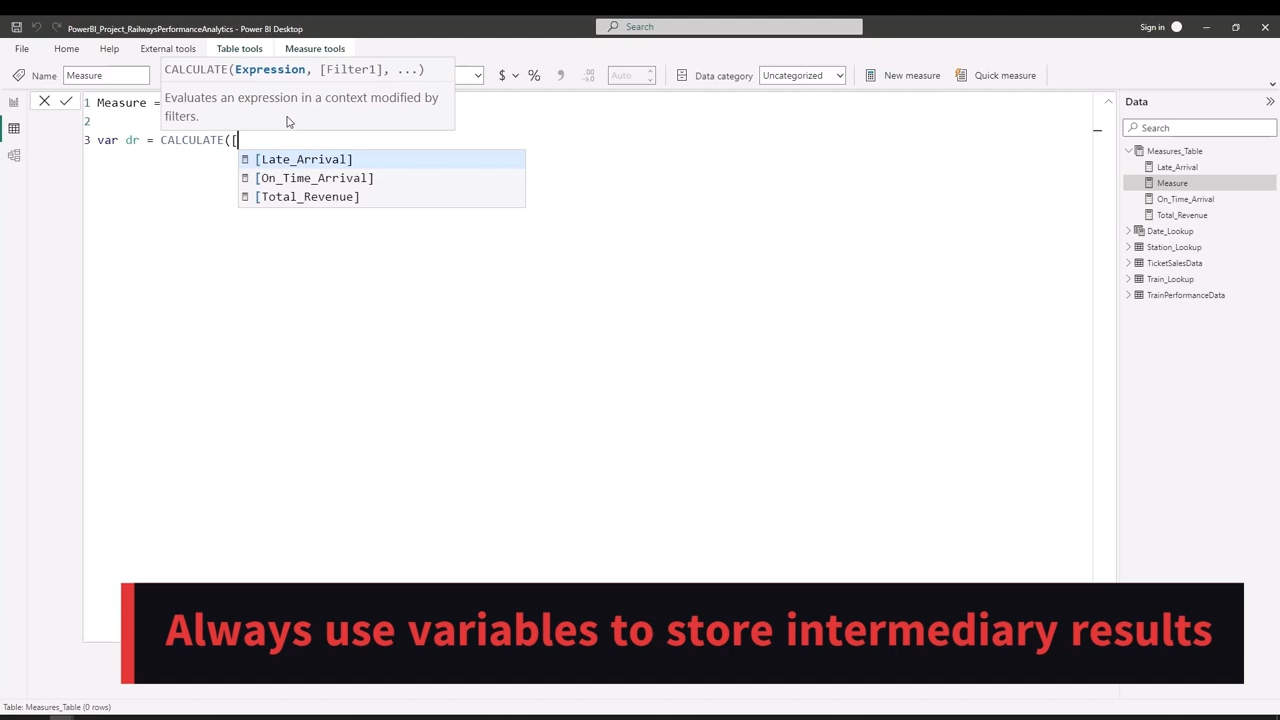 PowerBI_Project_RailwaysPerformanceAnalytics - Power BI Desktop
Search
Sign in
File
Home
Help
External tools
Table tools
Measure tools
Name
Measure
$
%
Auto
Data category
Uncategorized
New measure
Quick measure
CALCULATE(Expression, [Filter1], ...)
Evaluates an expression in a context modified by
filters.
1 Measure =
2
3 var dr = CALCULATE([
[Late_Arrival]
[On_Time_Arrival]
[Total_Revenue]
Data
Search
Measures_Table
Late_Arrival
Measure
On_Time_Arrival
Total_Revenue
Date_Lookup
Station_Lookup
TicketSalesData
Train_Lookup
TrainPerformanceData
Always use variables to store intermediary results
Table: Measures_Table (0 rows)